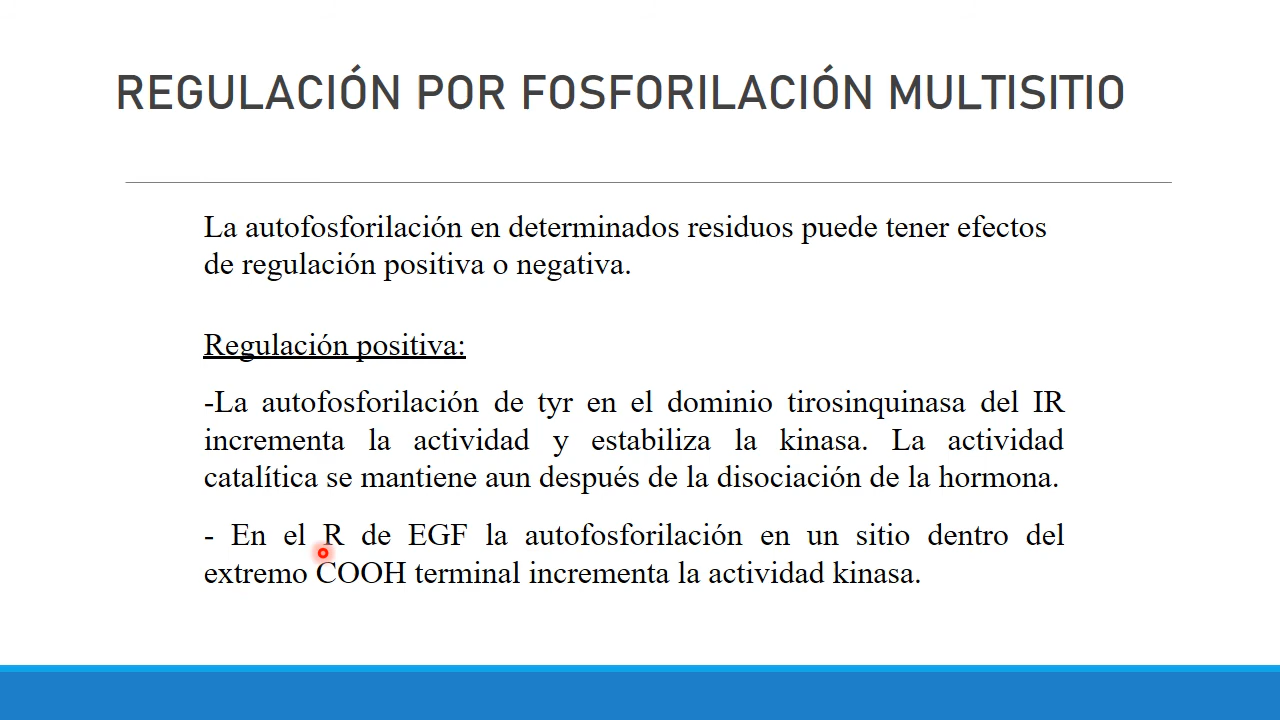 REGULACIÓN POR FOSFORILACIÓN MULTISITIO
La autofosforilación en determinados residuos puede tener efectos
de regulación positiva o negativa.
Regulación positiva:
-La autofosforilación de tyr en el dominio tirosinquinasa del IR
incrementa la actividad y estabiliza la kinasa. La actividad
catalítica se mantiene aun después de la disociación de la hormona.
- En el R de EGF la autofosforilación en un sitio dentro del
extremo COOH terminal incrementa la actividad kinasa.